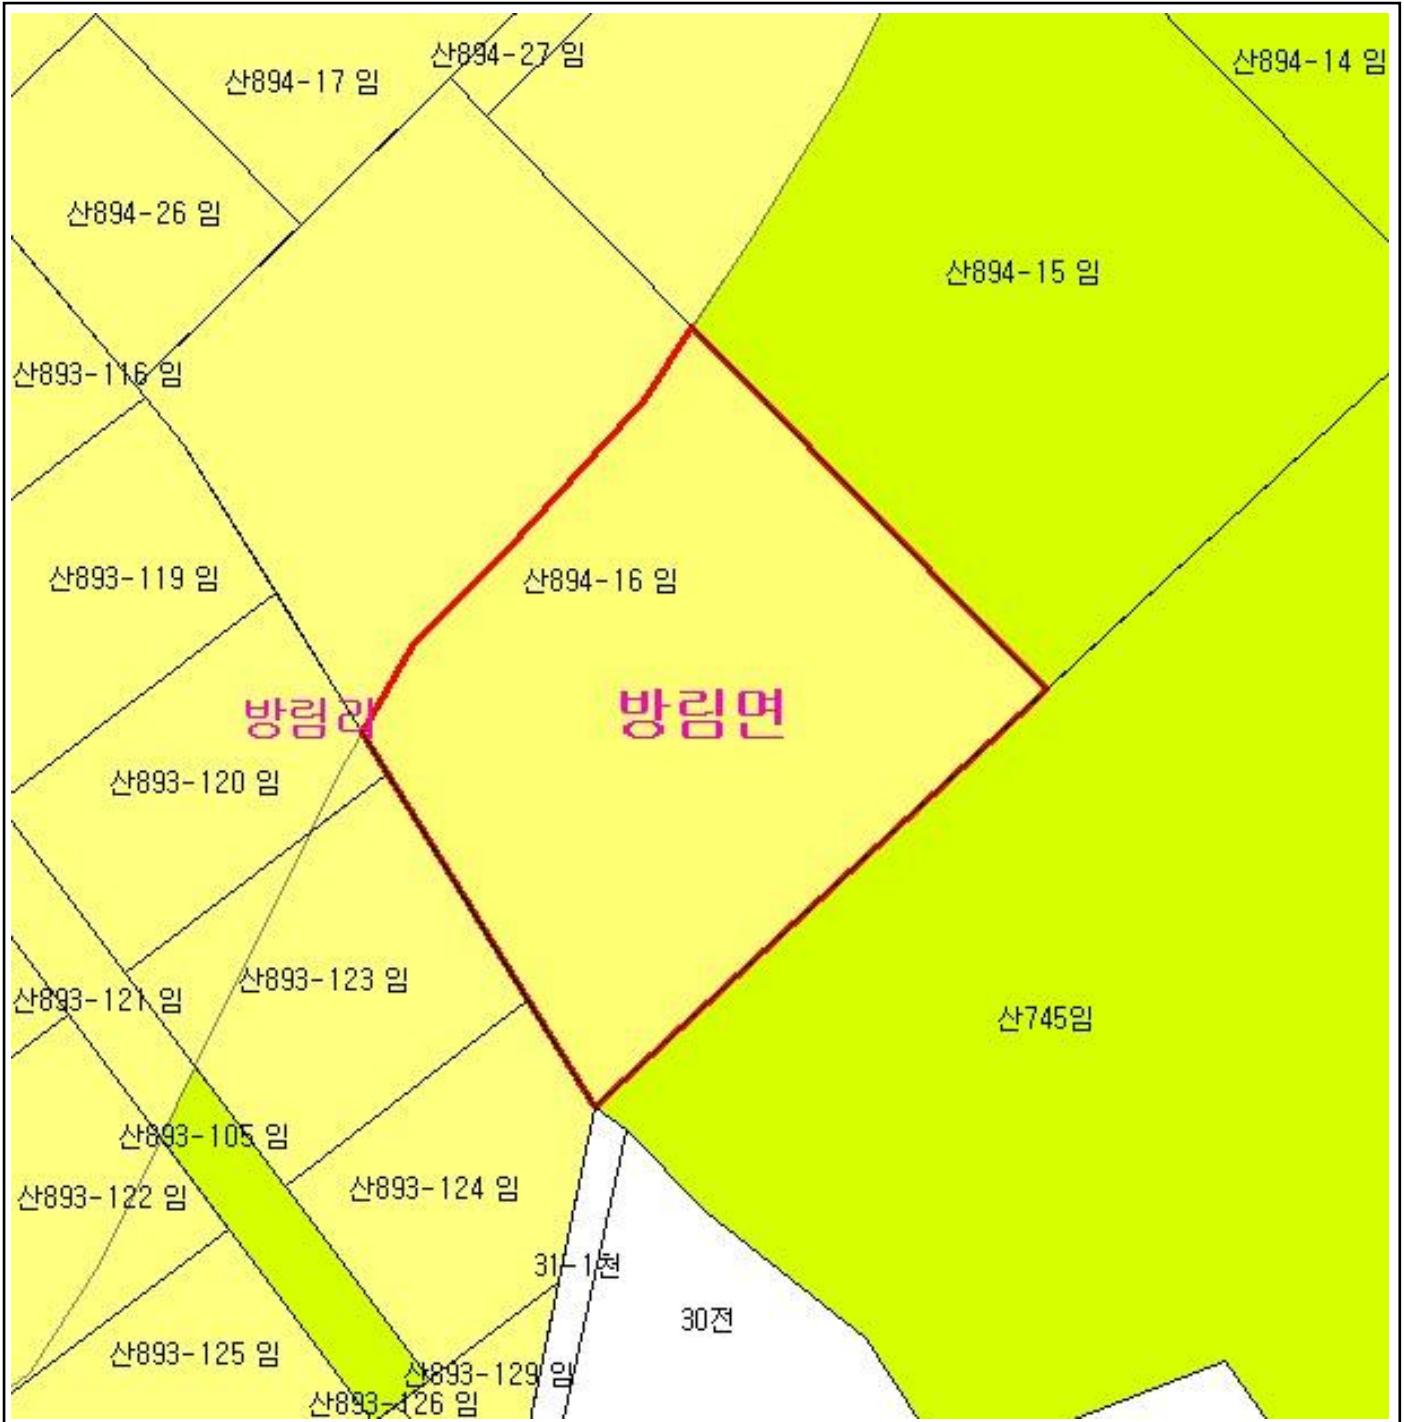 산894-27 임
산894-14 임
산894-17 임
산894-26 임
산894-15 임
산893-116 임
산893-119 임
산894-16 임
방림리
방림면
산893-120 임
산893-123 임
산893-121 임
산745임
산893-105 임
산893-124 임
산893-122 임
31-1천
30전
산893-125 임
산893-129 임
산893-126 임